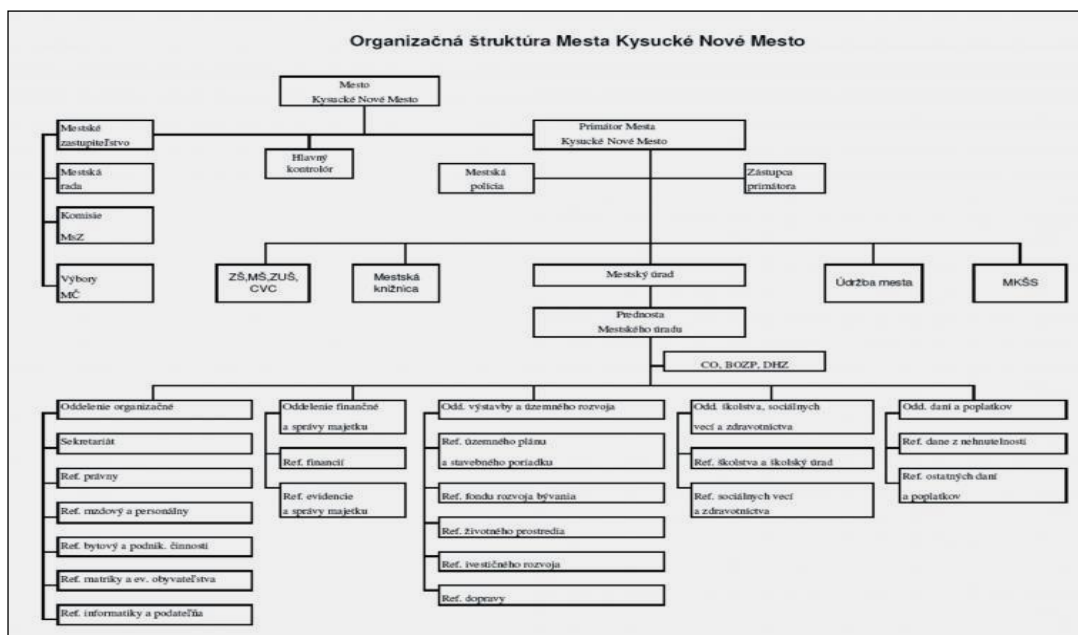 Organizačná štruktúra Mesta Kysucké Nové Mesto
Mesto
Kysucké Nové Mesto
Mestské
zastupiteľstvo
Primátor Mesta
Kysucké Nové Mesto
Hlavný
kontrolór
Mestská
rada
Mestská
polícia
Zástupca
primátora
Komisie
MsZ
Výbory
MČ
ZŠ,MŠ,ZUŠ,
CVC
Mestská
knižnica
Mestský úrad
Údržba mesta
MKŠS
Prednosta
Mestského úradu
CO, BOZP, DHZ
Oddelenie organizačné
Sekretariát
Ref. právny
Ref. mzdový a personálny
Ref. bytový a podnik. činnosti
Ref. matriky a ev. obyvateľstva
Ref. informatiky a podateľňa
Oddelenie finančné
a správy majetku
Ref. financií
Ref. evidencie
a správy majetku
Odd. výstavby a územného rozvoja
Ref. územného plánu
a stavebného poriadku
Ref. fondu rozvoja bývania
Ref. životného prostredia
Ref. ivestičného rozvoja
Ref. dopravy
Odd. školstva, sociálnych
vecí a zdravotníctva
Ref. školstva a školský úrad
Ref. sociálnych vecí
a zdravotníctva
Odd. daní a poplatkov
Ref. dane z nehnuteľností
Ref. ostatných daní
a poplatkov